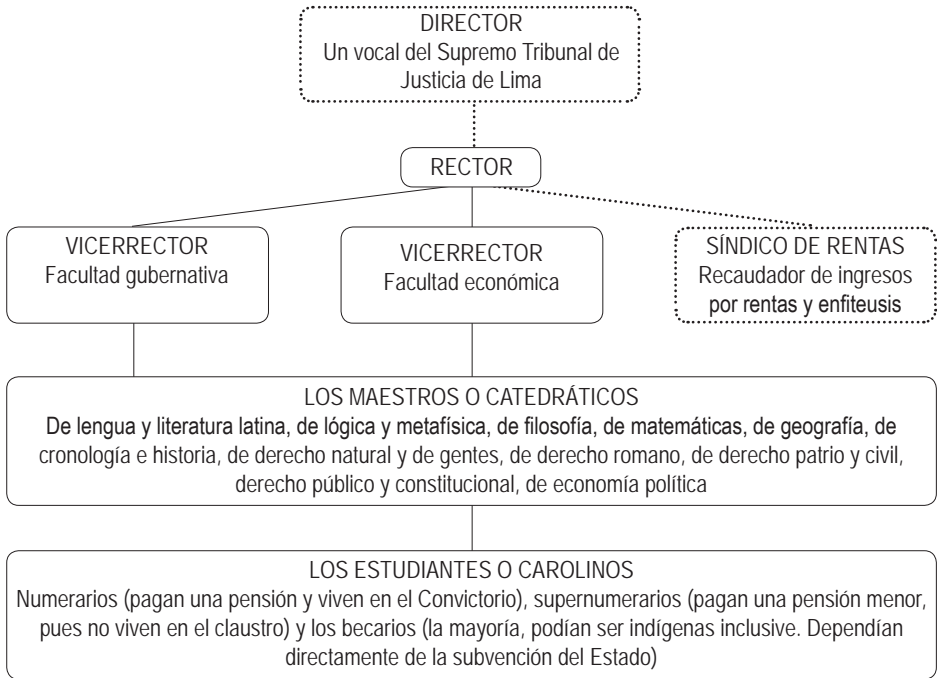 DIRECTOR
Un vocal del Supremo Tribunal de
Justicia de Lima
RECTOR
VICERRECTOR
Facultad gubernativa
VICERRECTOR
Facultad económica
SÍNDICO DE RENTAS
Recaudador de ingresos
por rentas y enfiteusis
LOS MAESTROS O CATEDRÁTICOS
De lengua y literatura latina, de lógica y metafísica, de filosofía, de matemáticas, de geografía, de
cronología e historia, de derecho natural y de gentes, de derecho romano, de derecho patrio y civil,
derecho público y constitucional, de economía política
LOS ESTUDIANTES O CAROLINOS
Numerarios (pagan una pensión y viven en el Convictorio), supernumerarios (pagan una pensión menor,
pues no viven en el claustro) y los becarios (la mayoría, podían ser indígenas inclusive. Dependían
directamente de la subvención del Estado)